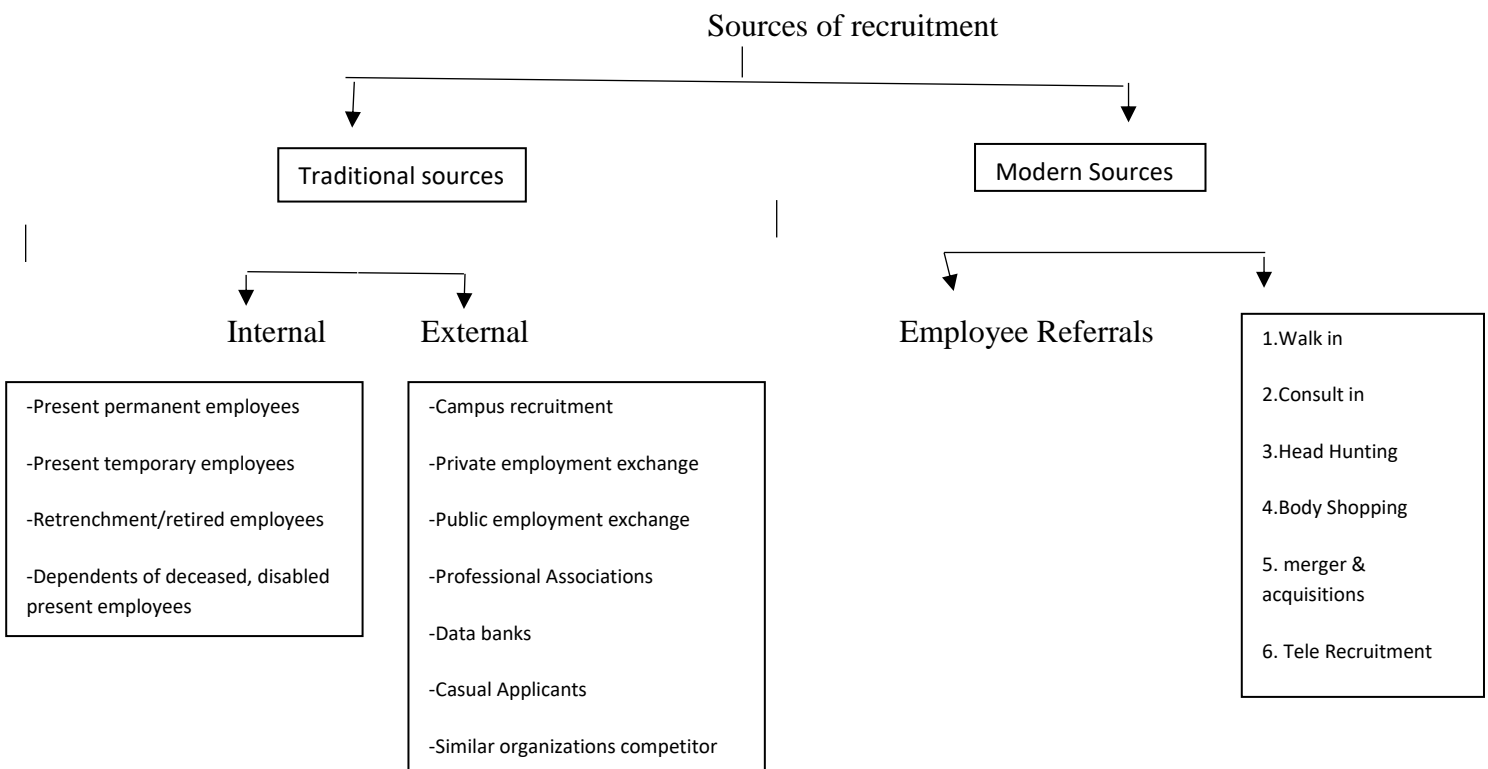 Sources of recruitment
Traditional sources
Modern Sources
Internal
External
Employee Referrals
-Present permanent employees
-Present temporary employees
-Retrenchment/retired employees
-Dependents of deceased, disabled
present employees
-Campus recruitment
-Private employment exchange
-Public employment exchange
-Professional Associations
-Data banks
-Casual Applicants
-Similar organizations competitor
1.Walk in
2.Consult in
3.Head Hunting
4.Body Shopping
5. merger &
acquisitions
6. Tele Recruitment